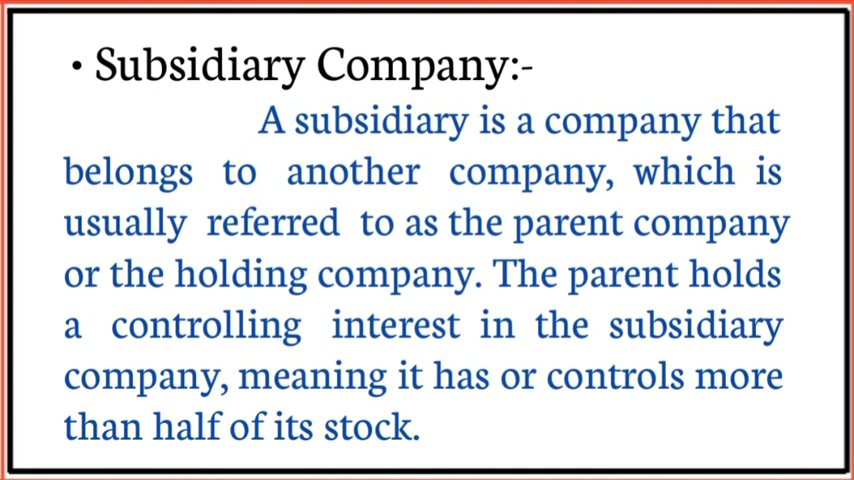 • Subsidiary Company:-
A subsidiary is a company that
belongs to another company, which is
usually referred to as the parent company
or the holding company. The parent holds
a controlling interest in the subsidiary
company, meaning it has or controls more
than half of its stock.